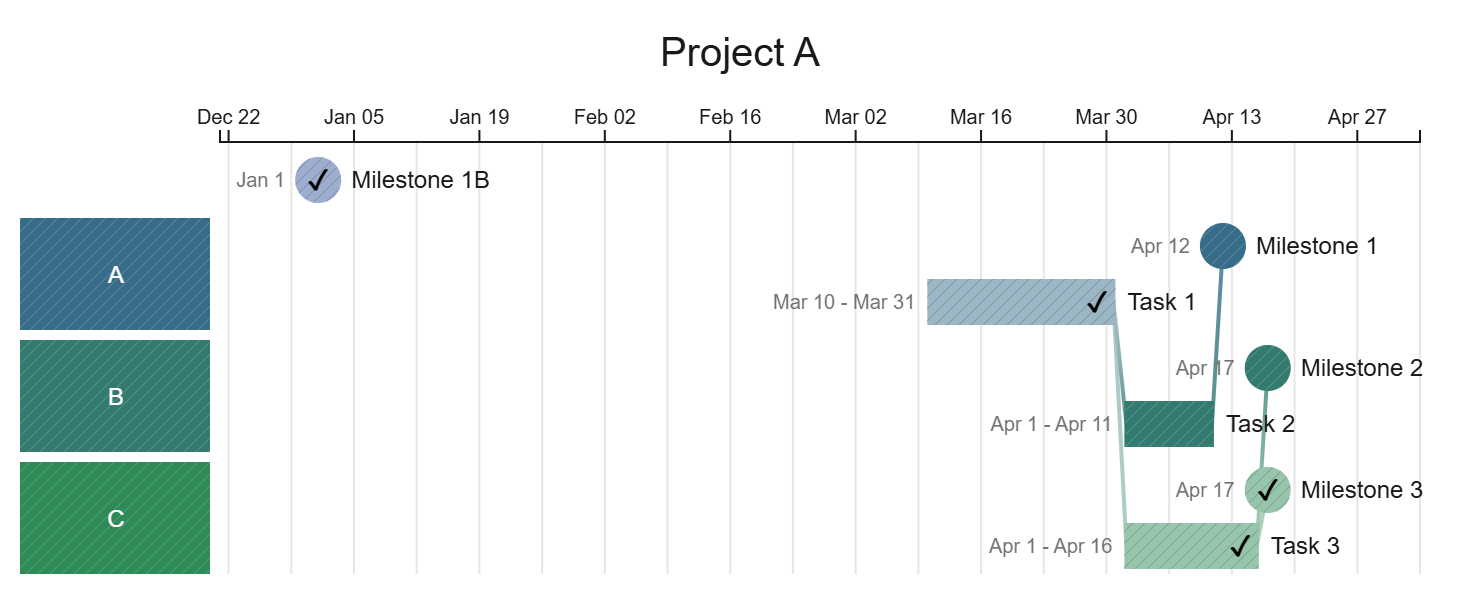 Project A
Dec 22 Jan 05 Jan 19 Feb 02 Feb 16 Mar 02 Mar 16 Mar 30 Apr 13 Apr 27
Jan 1 ✓ Milestone 1B
A
Apr 12 Milestone 1
Mar 10 - Mar 31 ✓ Task 1
B
Apr 17 Milestone 2
Apr 1 - Apr 11 Task 2
C
Apr 17 ✓ Milestone 3
Apr 1 - Apr 16 ✓ Task 3